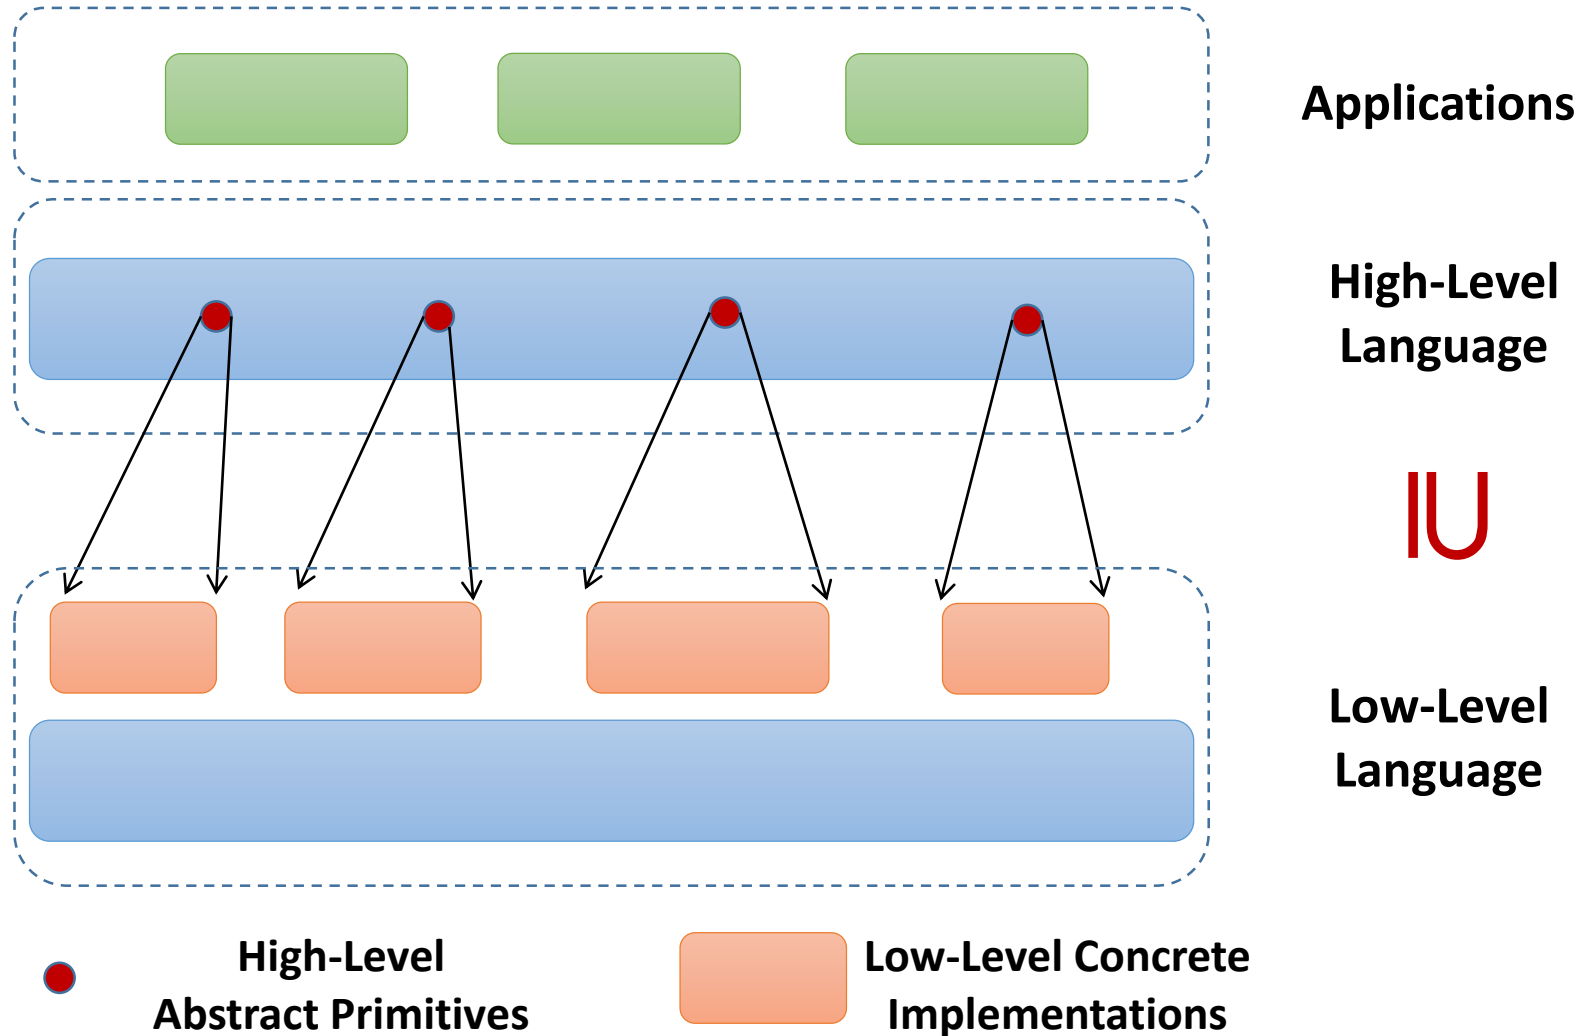 Applications
High-Level
Language
⊆
Low-Level
Language
High-Level
Abstract Primitives
Low-Level Concrete
Implementations